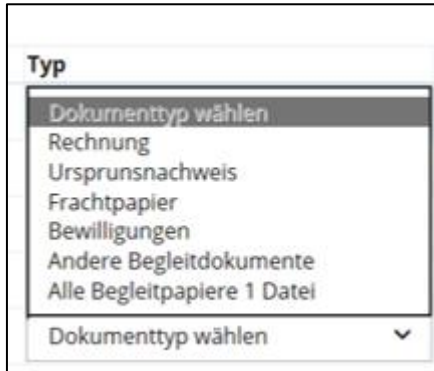 Typ
Dokumenttyp wählen
Rechnung
Ursprunsnachweis
Frachtpapier
Bewilligungen
Andere Begleitdokumente
Alle Begleitpapiere 1 Datei
Dokumenttyp wählen